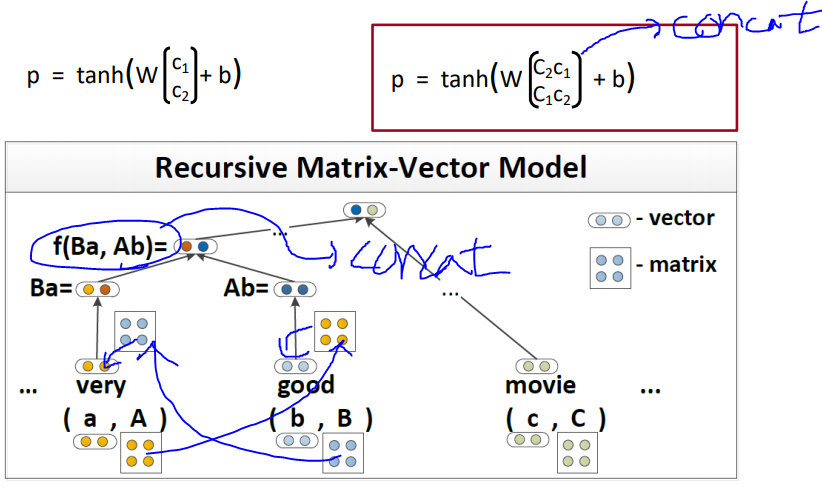 concat
p = tanh(W[c₁ c₂] + b)
p = tanh(W[C₂c₁ C₁c₂] + b)
Recursive Matrix-Vector Model
- vector
f(Ba, Ab)=
...
concat
- matrix
Ba=
Ab=
...
... very good movie ...
( a , A ) ( b , B ) ( c , C )